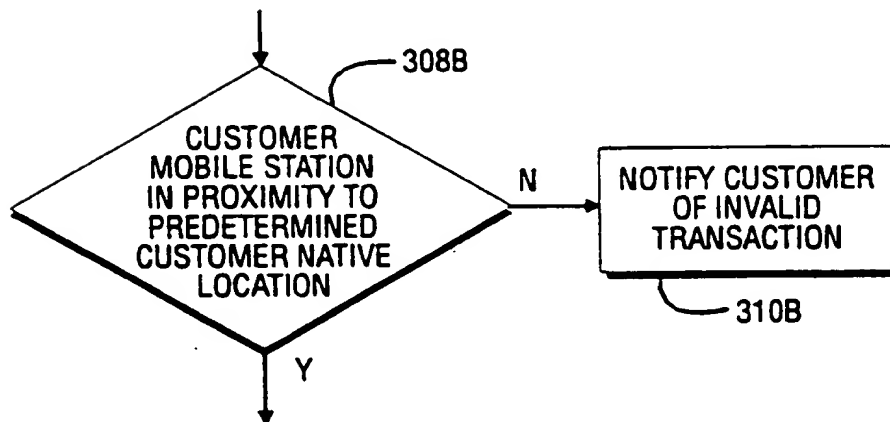 308B
CUSTOMER
MOBILE STATION
IN PROXIMITY TO
PREDETERMINED
CUSTOMER NATIVE
LOCATION
N
NOTIFY CUSTOMER
OF INVALID
TRANSACTION
310B
Y